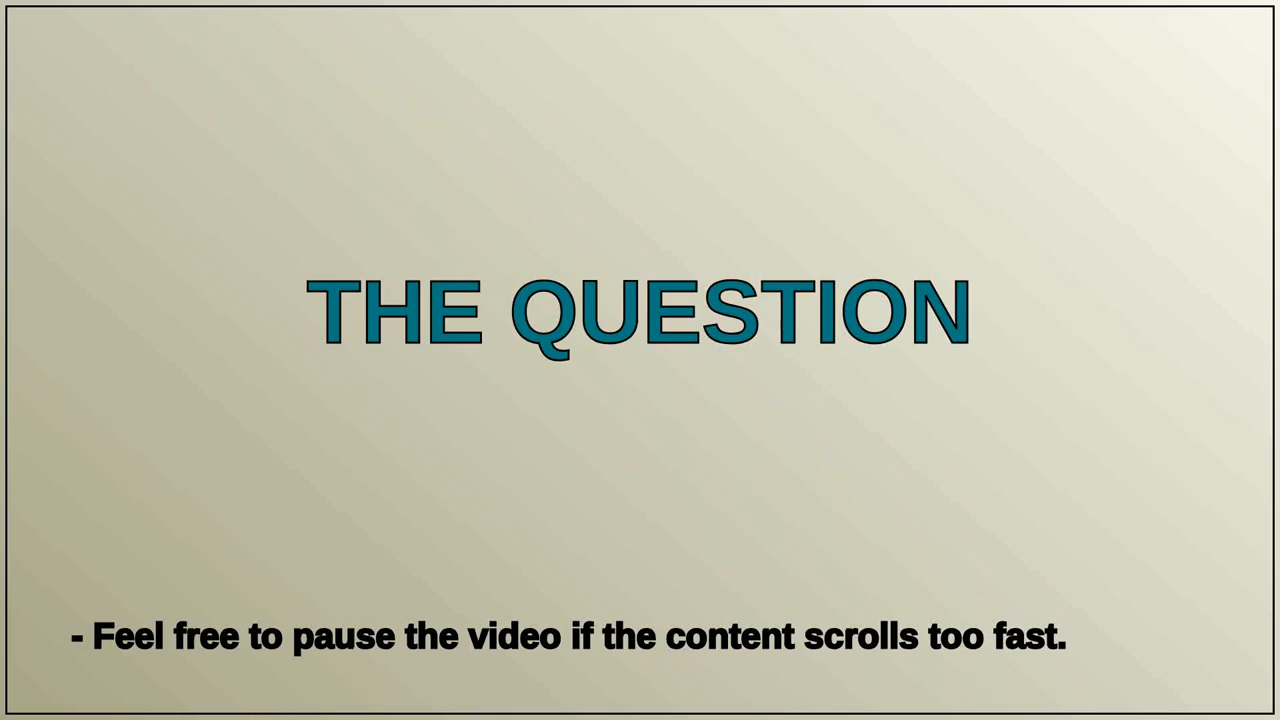 THE QUESTION
- Feel free to pause the video if the content scrolls too fast.